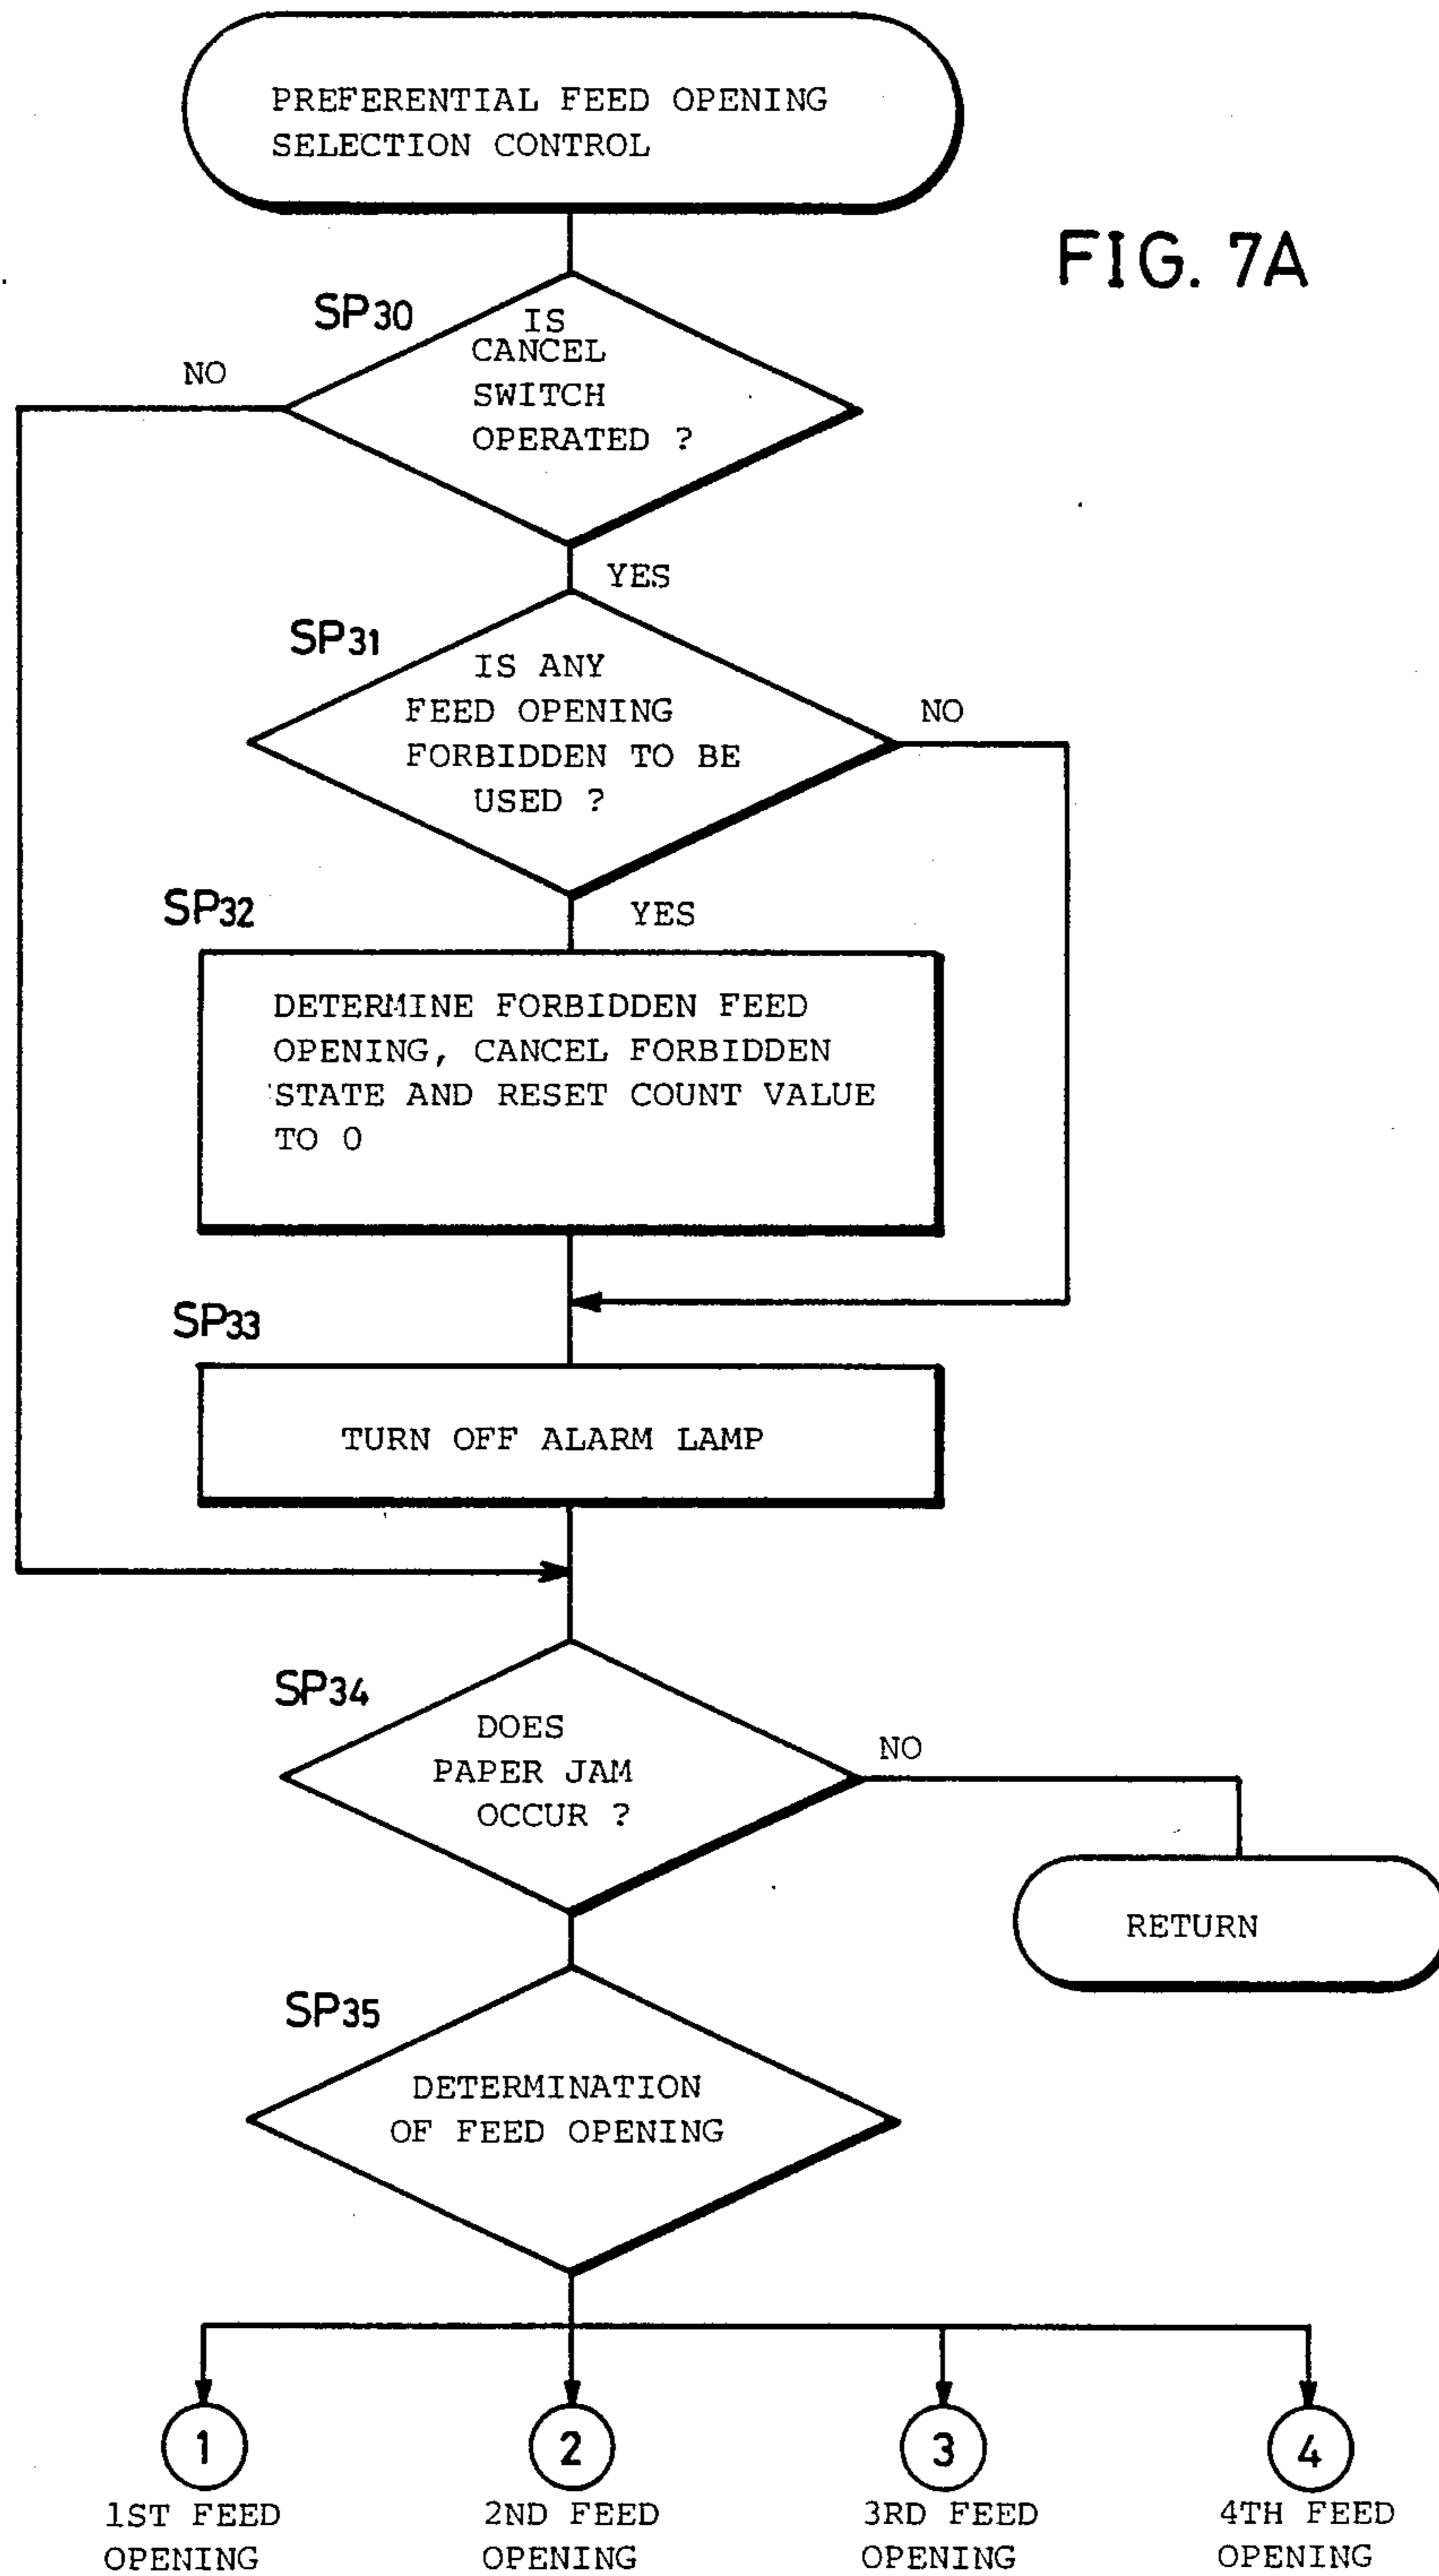 PREFERENTIAL FEED OPENING
SELECTION CONTROL
FIG. 7A
SP30
IS
CANCEL
SWITCH
OPERATED ?
NO
YES
SP31
IS ANY
FEED OPENING
FORBIDDEN TO BE
USED ?
NO
YES
SP32
DETERMINE FORBIDDEN FEED
OPENING, CANCEL FORBIDDEN
STATE AND RESET COUNT VALUE
TO 0
SP33
TURN OFF ALARM LAMP
SP34
DOES
PAPER JAM
OCCUR ?
NO
RETURN
SP35
DETERMINATION
OF FEED OPENING
1
2
3
4
1ST FEED
OPENING
2ND FEED
OPENING
3RD FEED
OPENING
4TH FEED
OPENING